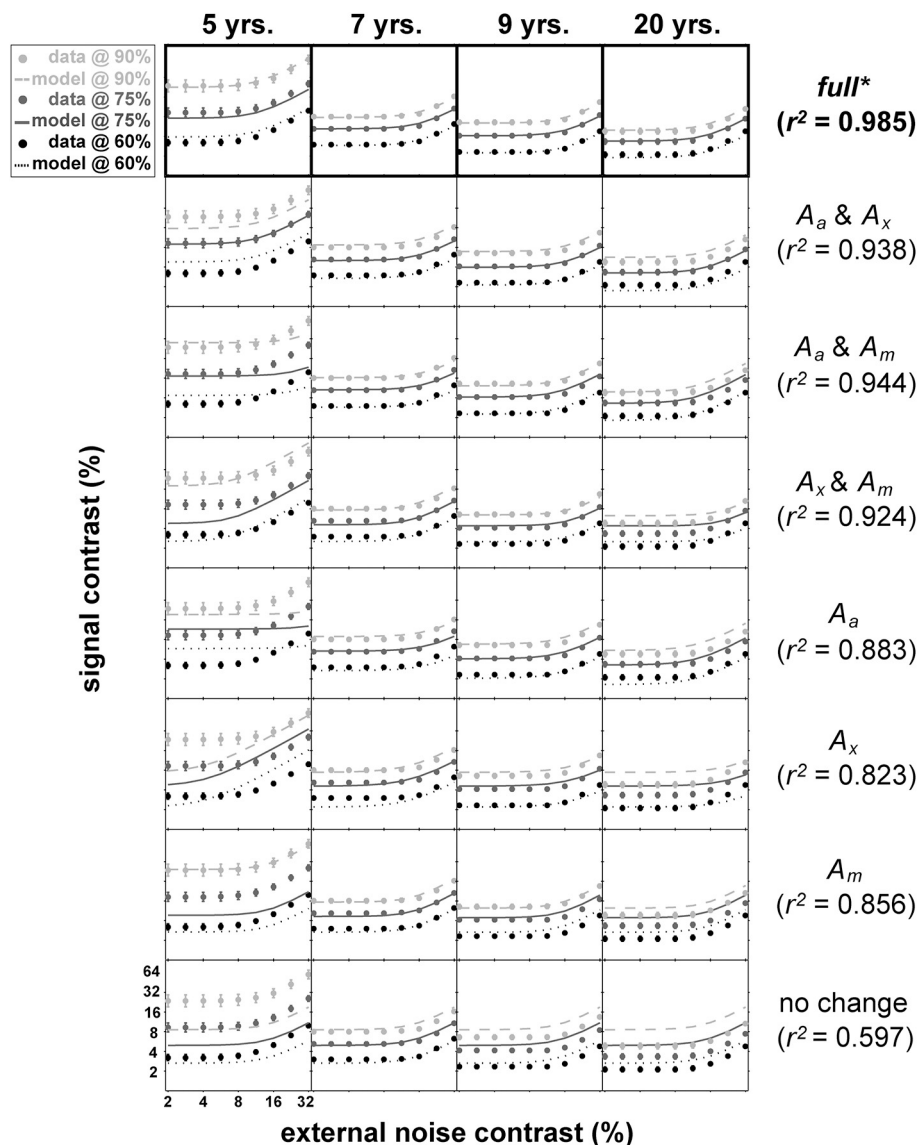 5 yrs. 7 yrs. 9 yrs. 20 yrs.
data @ 90%
model @ 90%
data @ 75%
model @ 75%
data @ 60%
model @ 60%
full*
(r² = 0.985)
Aₐ & Aₓ
(r² = 0.938)
Aₐ & Aₘ
(r² = 0.944)
Aₓ & Aₘ
(r² = 0.924)
Aₐ
(r² = 0.883)
Aₓ
(r² = 0.823)
Aₘ
(r² = 0.856)
no change
(r² = 0.597)
signal contrast (%)
64
32
16
8
4
2
2 4 8 16 32
external noise contrast (%)